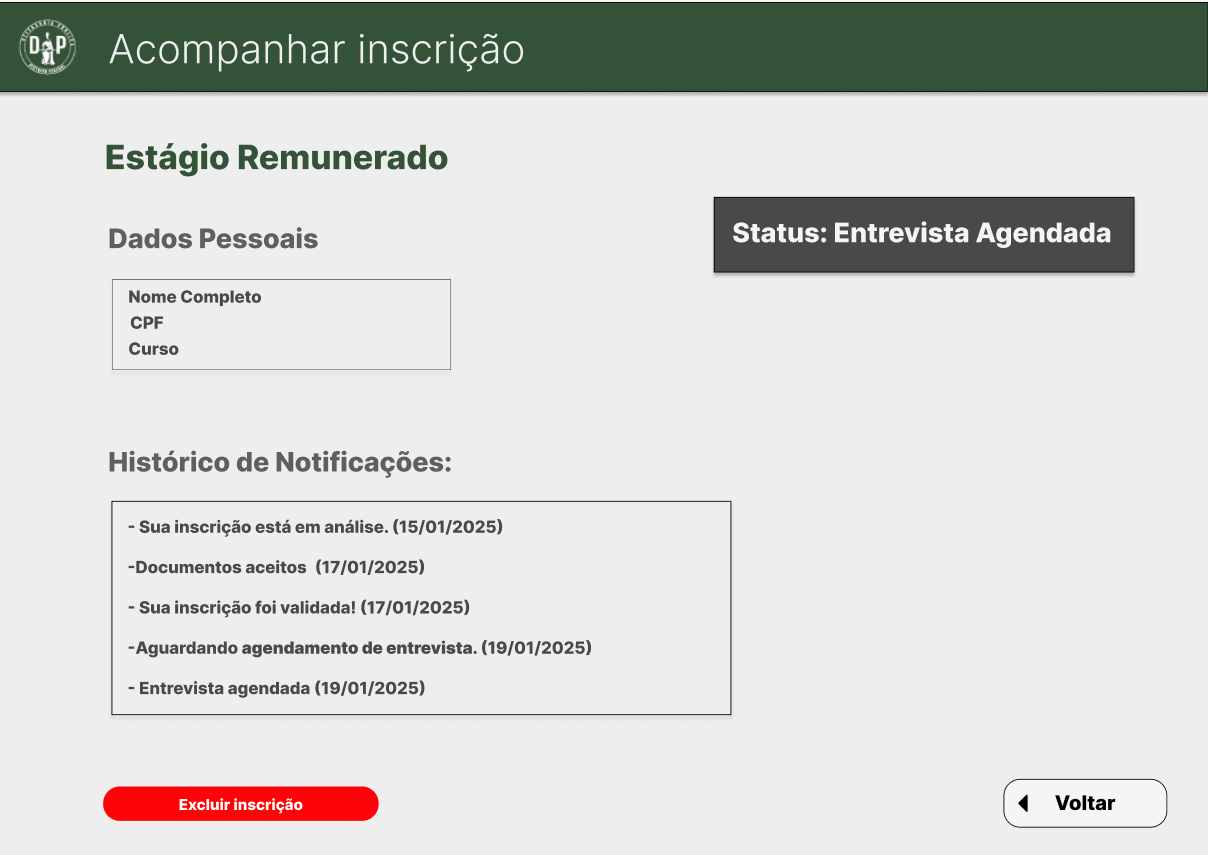 D P
Acompanhar inscrição
Estágio Remunerado
Dados Pessoais
Status: Entrevista Agendada
Nome Completo
CPF
Curso
Histórico de Notificações:
- Sua inscrição está em análise. (15/01/2025)
-Documentos aceitos (17/01/2025)
- Sua inscrição foi validada! (17/01/2025)
-Aguardando agendamento de entrevista. (19/01/2025)
- Entrevista agendada (19/01/2025)
Excluir inscrição
Voltar